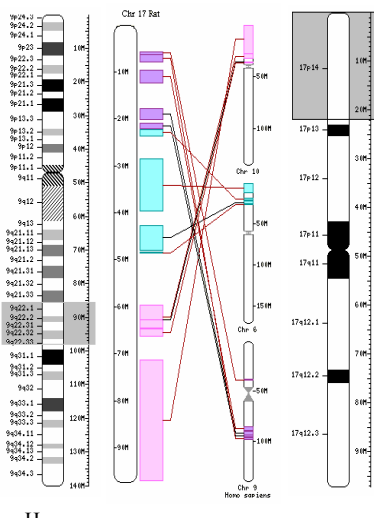 Chr 17 Rat
9p24.3
9p24.2
9p24.1
9p23
9p22.3
9p22.2
9p21.3
9p21.2
9p21.1
9p13.3
9p13.2
9p13.1
9p12
9p11.2
9p11.1
9q11
9q12
9q13
9q21.11
9q21.12
9q21.13
9q21.2
9q21.31
9q21.32
9q21.33
9q22.1
9q22.2
9q22.31
9q22.32
9q22.33
9q31.1
9q31.2
9q31.3
9q32
9q33.1
9q33.2
9q33.3
9q34.11
9q34.12
9q34.13
9q34.2
9q34.3
10M
20M
30M
40M
50M
60M
70M
80M
90M
100M
110M
120M
130M
140M
10M
20M
30M
40M
50M
60M
70M
80M
90M
50M
100M
Chr 10
50M
100M
150M
Chr 6
50M
100M
Chr 9
Homo sapiens
17p14
17p13
17p12
17p11
17q11
17q12.1
17q12.2
17q12.3
10M
20M
30M
40M
50M
60M
70M
80M
90M